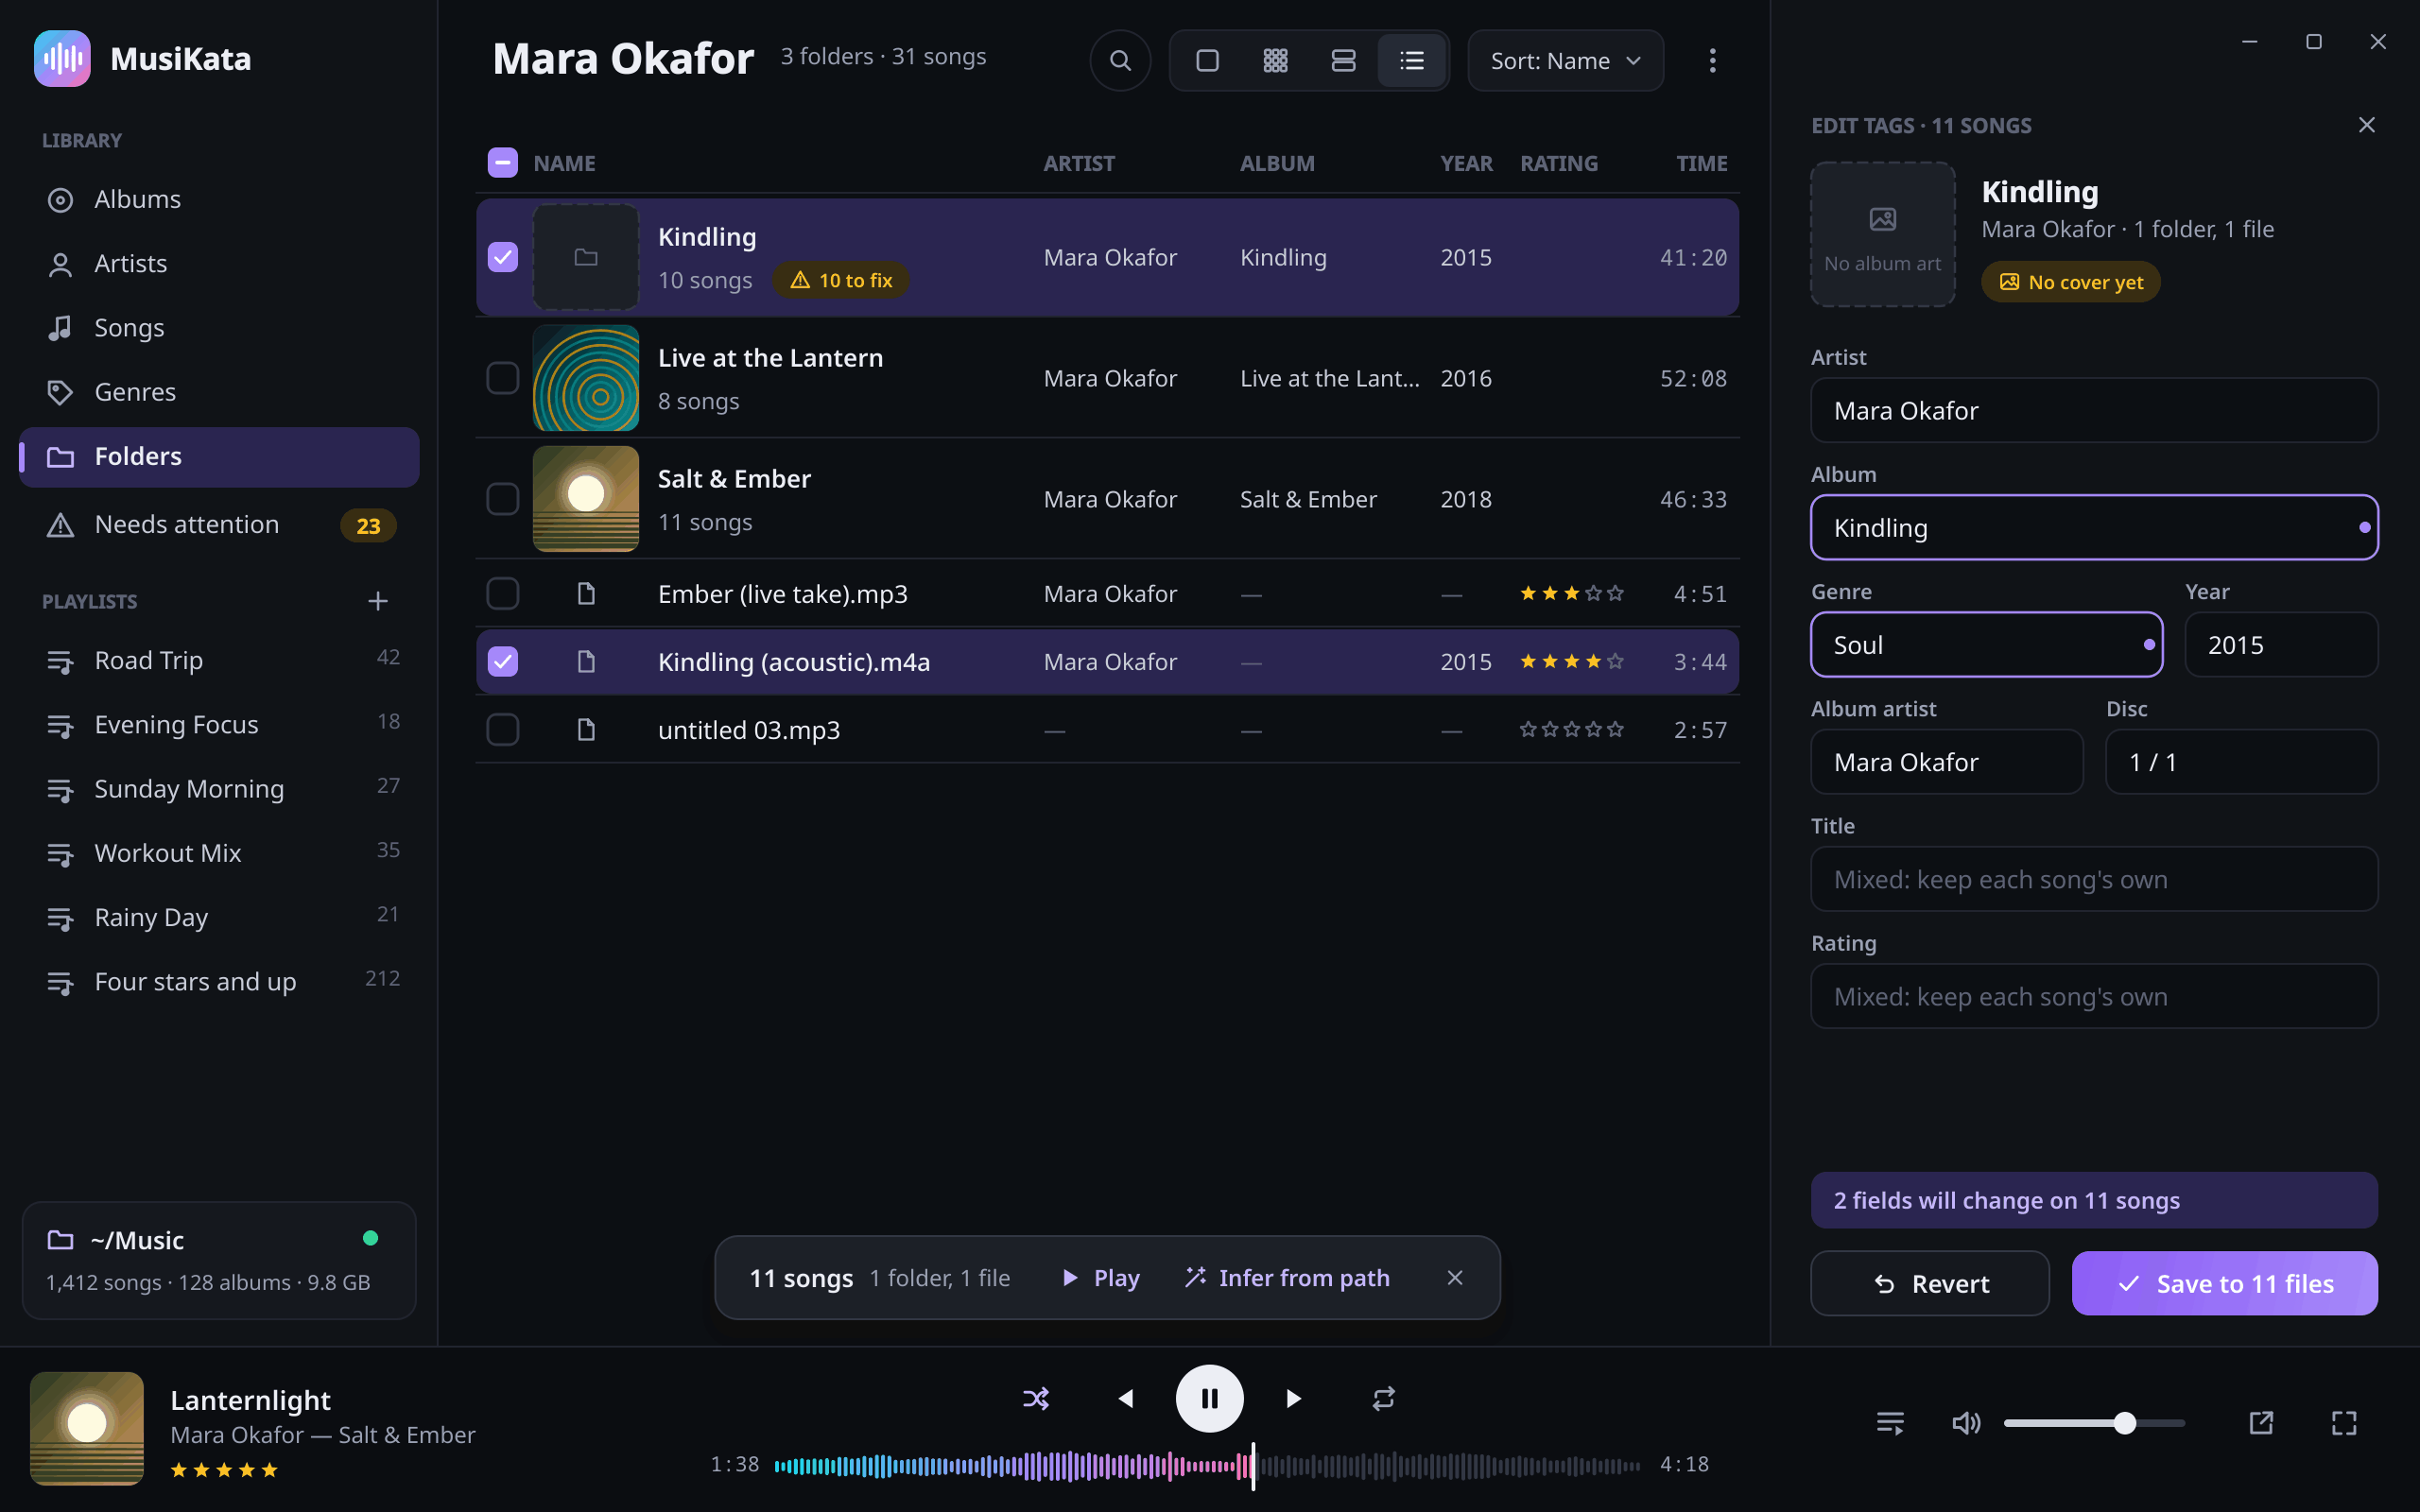 MusiKata
LIBRARY
Albums
Artists
Songs
Genres
Folders
Needs attention 23
PLAYLISTS
Road Trip 42
Evening Focus 18
Sunday Morning 27
Workout Mix 35
Rainy Day 21
Four stars and up 212
~/Music
1,412 songs · 128 albums · 9.8 GB
Mara Okafor 3 folders · 31 songs
Sort: Name
NAME ARTIST ALBUM YEAR RATING TIME
Kindling
10 songs 10 to fix
Mara Okafor Kindling 2015 41:20
Live at the Lantern
8 songs
Mara Okafor Live at the Lant... 2016 52:08
Salt & Ember
11 songs
Mara Okafor Salt & Ember 2018 46:33
Ember (live take).mp3 Mara Okafor — — 4:51
Kindling (acoustic).m4a Mara Okafor — 2015 3:44
untitled 03.mp3 — — — 2:57
11 songs 1 folder, 1 file Play Infer from path
EDIT TAGS · 11 SONGS
No album art
Kindling
Mara Okafor · 1 folder, 1 file
No cover yet
Artist
Mara Okafor
Album
Kindling
Genre Year
Soul 2015
Album artist Disc
Mara Okafor 1 / 1
Title
Mixed: keep each song's own
Rating
Mixed: keep each song's own
2 fields will change on 11 songs
Revert Save to 11 files
Lanternlight
Mara Okafor — Salt & Ember
1:38 4:18